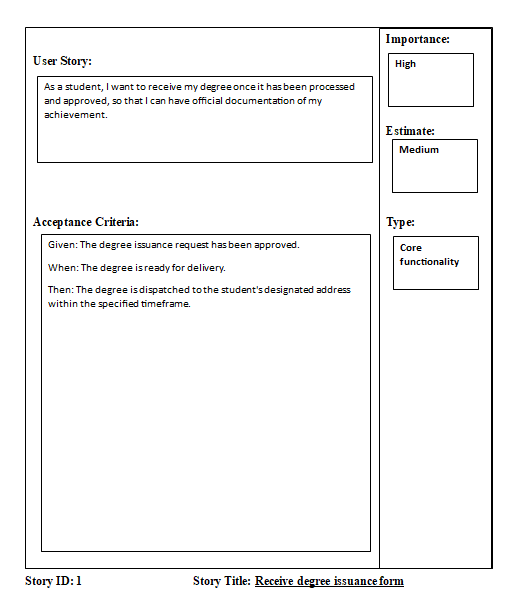 User Story:
As a student, I want to receive my degree once it has been processed
and approved, so that I can have official documentation of my
achievement.
Acceptance Criteria:
Given: The degree issuance request has been approved.
When: The degree is ready for delivery.
Then: The degree is dispatched to the student's designated address
within the specified timeframe.
Importance:
High
Estimate:
Medium
Type:
Core
functionality
Story ID: 1
Story Title: Receive degree issuance form